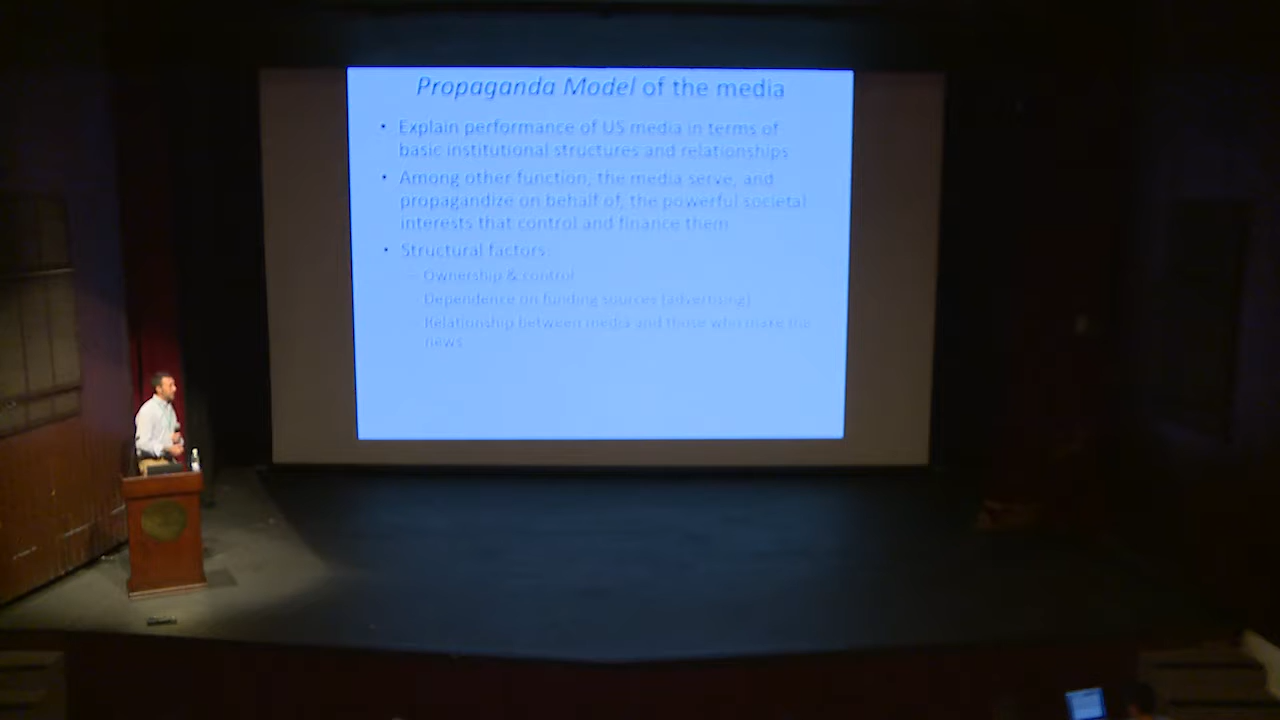 Propaganda Model of the media
• Explain performance of US media in terms of
basic institutional structures and relationships
• Among other function, the media serve, and
propagandize on behalf of, the powerful societal
interests that control and finance them
• Structural factors:
– Ownership & control
– Dependence on funding sources (advertising)
– Relationship between media and those who make the
news